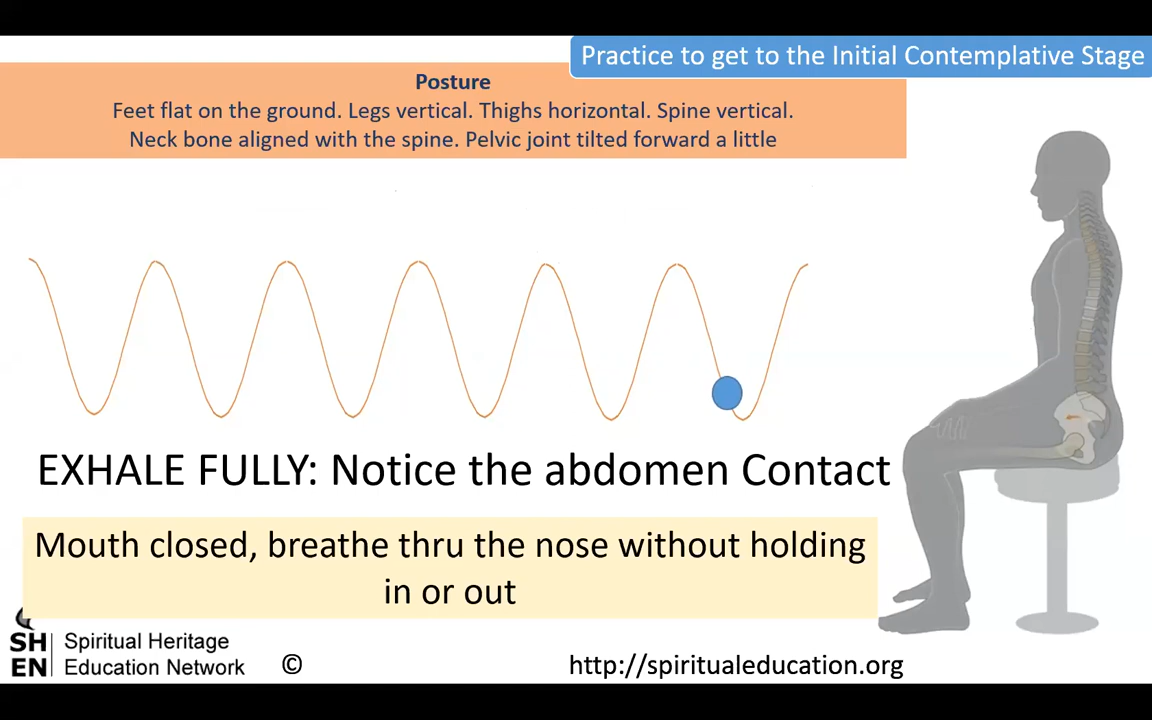 Practice to get to the Initial Contemplative Stage
Posture
Feet flat on the ground. Legs vertical. Thighs horizontal. Spine vertical.
Neck bone aligned with the spine. Pelvic joint tilted forward a little
EXHALE FULLY: Notice the abdomen Contact
Mouth closed, breathe thru the nose without holding
in or out
SH
EN
Spiritual Heritage
Education Network
©
http://spiritualeducation.org